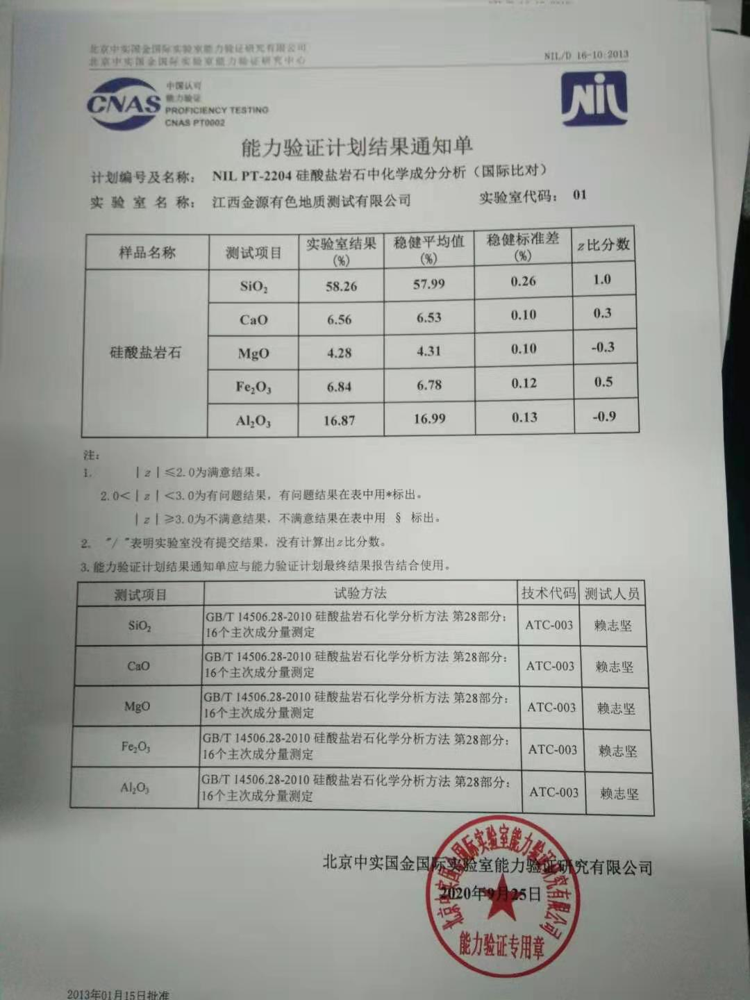 北京中实国金国际实验室能力验证研究有限公司
北京中实国金国际实验室能力验证研究中心
NIL/D 16-10:2013
CNAS
中国认可
能力验证
PROFICIENCY TESTING
CNAS PT0002
NIL
能力验证计划结果通知单
计划编号及名称： NIL PT-2204 硅酸盐岩石中化学成分分析（国际比对）
实 验 室 名 称： 江西金源有色地质测试有限公司 实验室代码： 01
样品名称 测试项目 实验室结果(%) 稳健平均值(%) 稳健标准差(%) z比分数
硅酸盐岩石
SiO₂ 58.26 57.99 0.26 1.0
CaO 6.56 6.53 0.10 0.3
MgO 4.28 4.31 0.10 -0.3
Fe₂O₃ 6.84 6.78 0.12 0.5
Al₂O₃ 16.87 16.99 0.13 -0.9
注：
1. ｜z｜≤2.0为满意结果。
2.0<｜z｜<3.0为有问题结果，有问题结果在表中用*标出。
｜z｜≥3.0为不满意结果，不满意结果在表中用 § 标出。
2. "/ "表明实验室没有提交结果，没有计算出z比分数。
3.能力验证计划结果通知单应与能力验证计划最终结果报告结合使用。
测试项目 试验方法 技术代码 测试人员
SiO₂ GB/T 14506.28-2010 硅酸盐岩石化学分析方法 第28部分：
16个主次成分量测定 ATC-003 赖志坚
CaO GB/T 14506.28-2010 硅酸盐岩石化学分析方法 第28部分：
16个主次成分量测定 ATC-003 赖志坚
MgO GB/T 14506.28-2010 硅酸盐岩石化学分析方法 第28部分：
16个主次成分量测定 ATC-003 赖志坚
Fe₂O₃ GB/T 14506.28-2010 硅酸盐岩石化学分析方法 第28部分：
16个主次成分量测定 ATC-003 赖志坚
Al₂O₃ GB/T 14506.28-2010 硅酸盐岩石化学分析方法 第28部分：
16个主次成分量测定 ATC-003 赖志坚
北京中实国金国际实验室能力验证研究有限公司
2020年9月25日
北京中实国金国际实验室能力验证研究有限公司
能力验证专用章
2013年01月15日批准